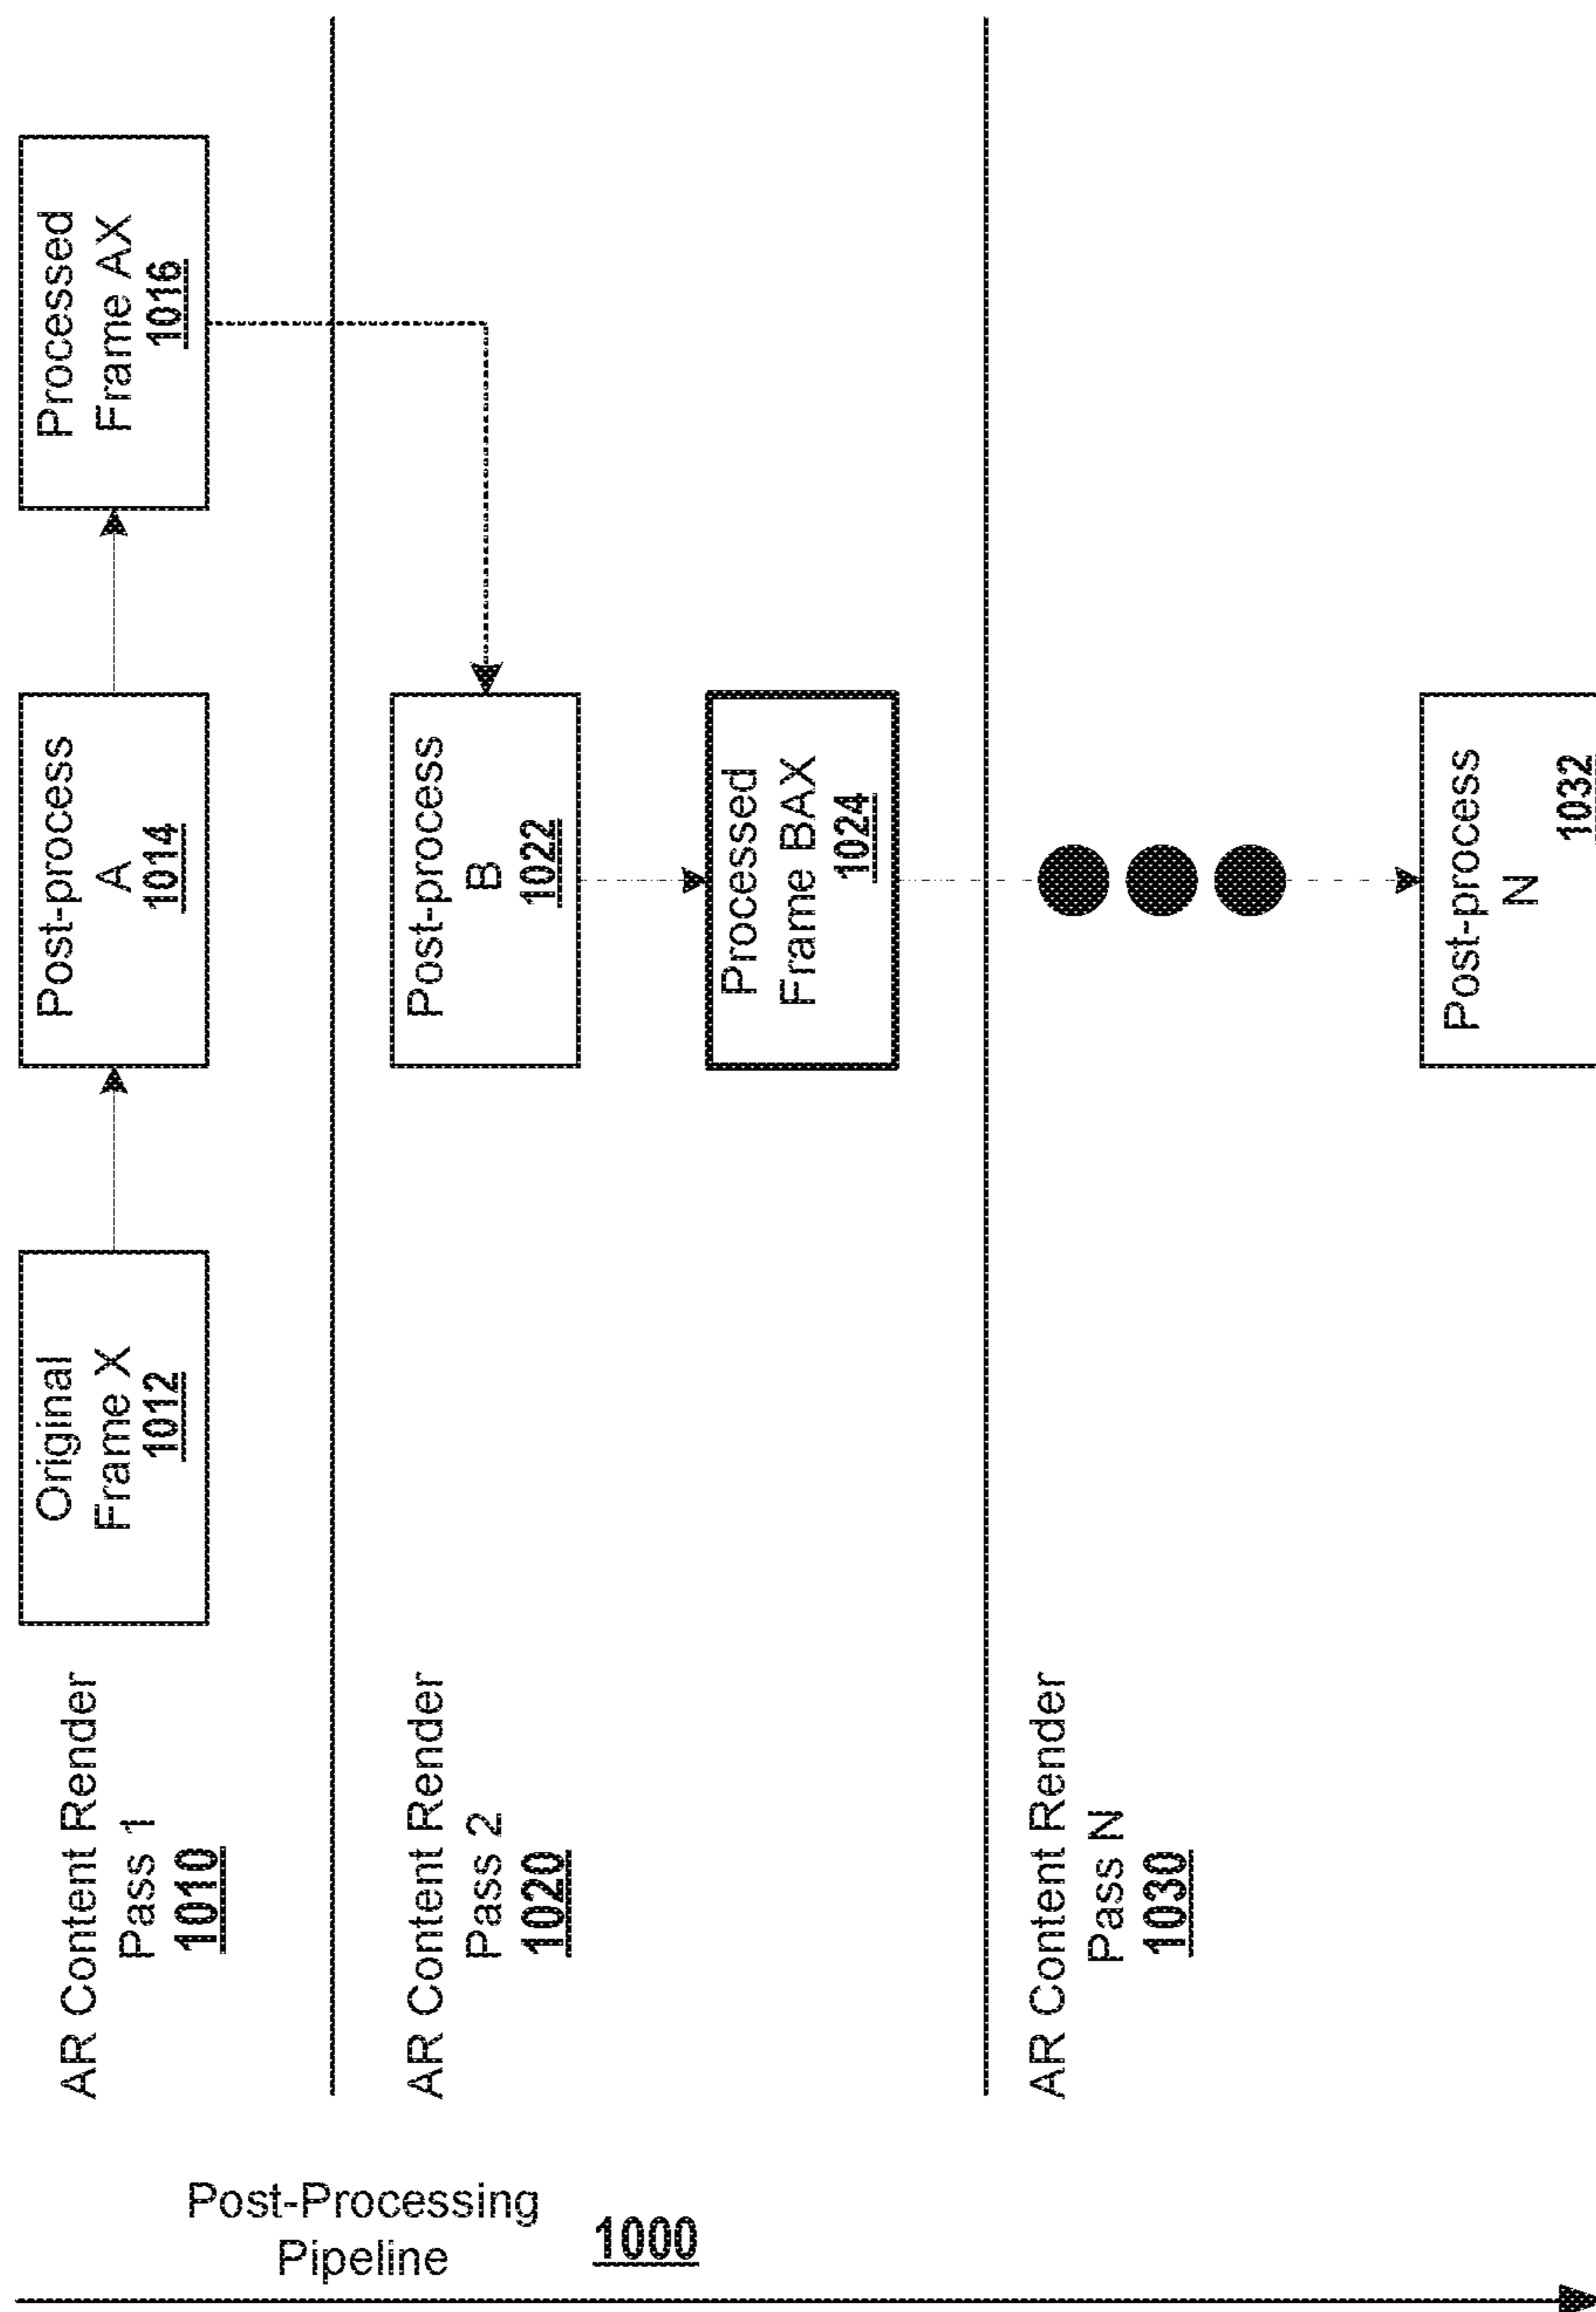 Post-Processing
Pipeline
1000
AR Content Render
Pass 1
1010
Original
Frame X
1012
Post-process
A
1014
Processed
Frame AX
1016
AR Content Render
Pass 2
1020
Post-process
B
1022
Processed
Frame BAX
1024
AR Content Render
Pass N
1030
Post-process
N
1032